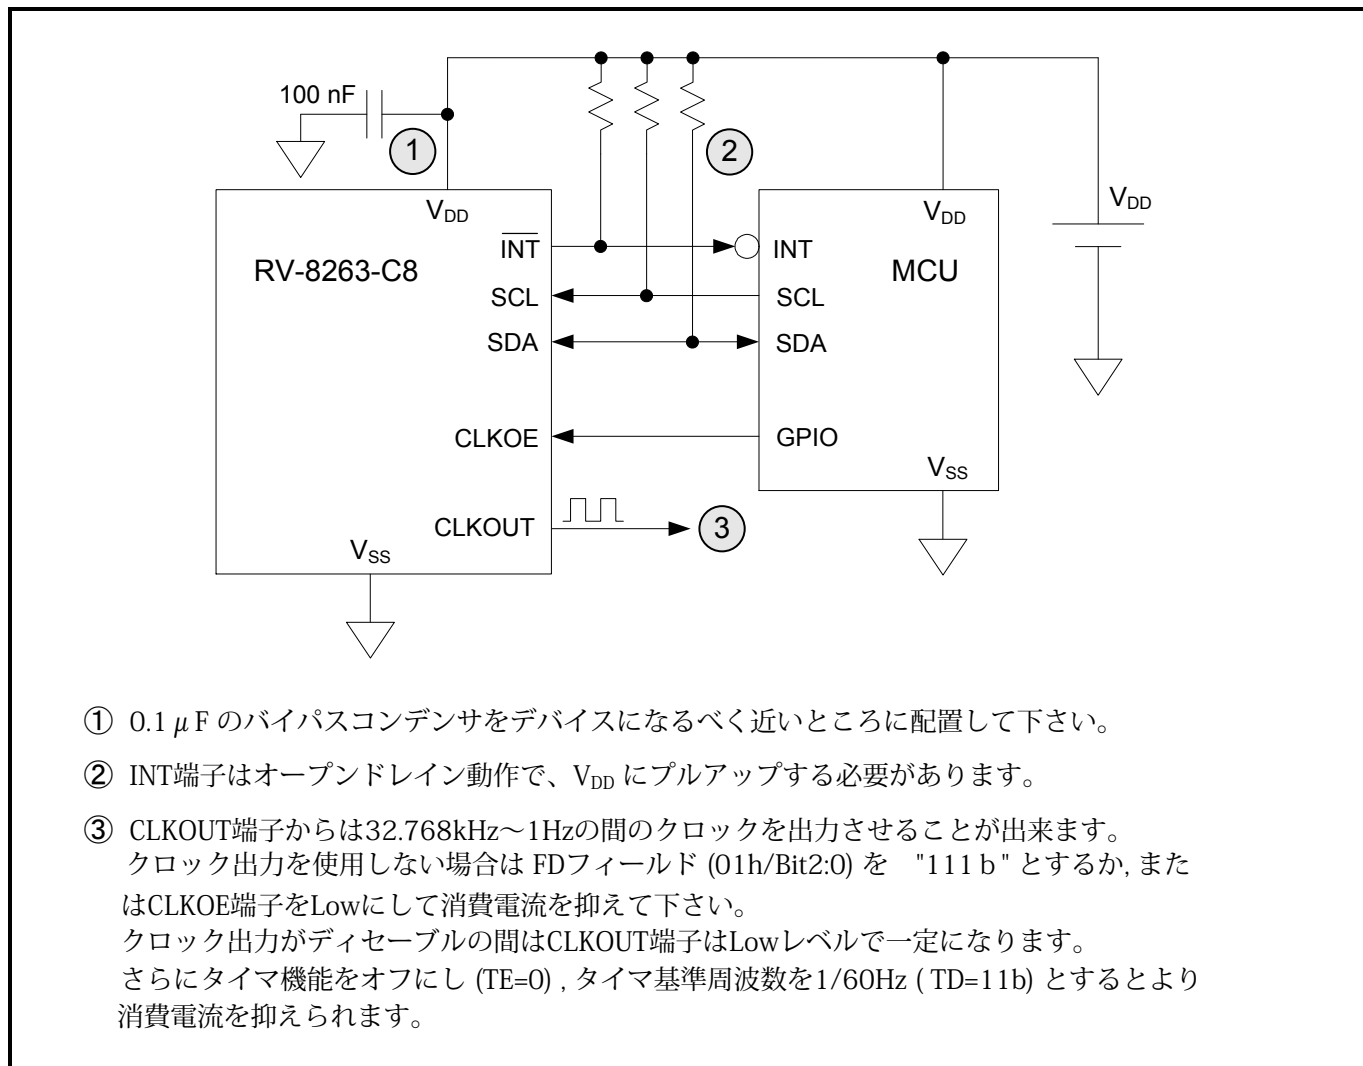 100 nF
①
②
V_DD
V_DD
V_DD
RV-8263-C8
MCU
INT
INT
SCL
SCL
SDA
SDA
CLKOE
GPIO
V_SS
CLKOUT
③
V_SS
① 0.1μF のバイパスコンデンサをデバイスになるべく近いところに配置して下さい。
② INT端子はオープンドレイン動作で、V_DD にプルアップする必要があります。
③ CLKOUT端子からは32.768kHz～1Hzの間のクロックを出力させることが出来ます。
クロック出力を使用しない場合は FDフィールド (01h/Bit2:0) を "111 b" とするか, また
はCLKOE端子をLowにして消費電流を抑えて下さい。
クロック出力がディセーブルの間はCLKOUT端子はLowレベルで一定になります。
さらにタイマ機能をオフにし (TE=0) , タイマ基準周波数を1/60Hz ( TD=11b) とするとより
消費電流を抑えられます。